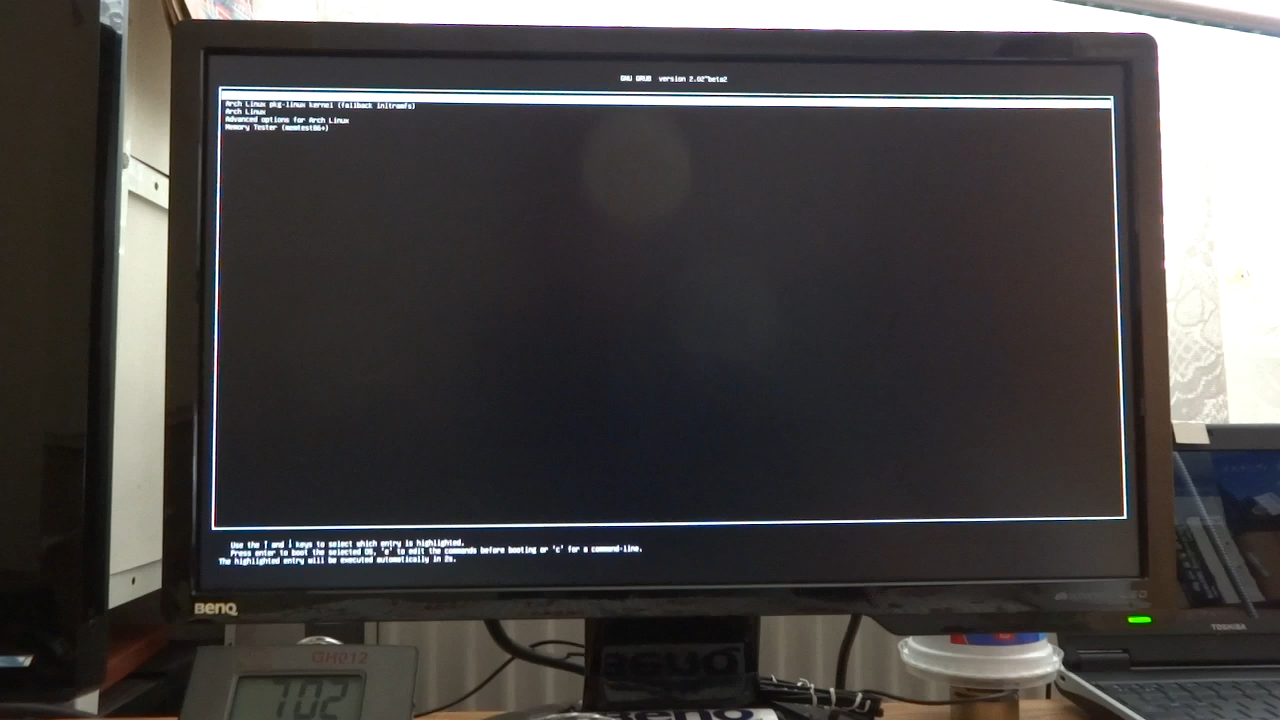 GNU GRUB version 2.02~beta2
Arch Linux pkg-linux kernel (fallback initramfs)
Arch Linux
Advanced options for Arch Linux
Memory Tester (memtest86+)
Use the ↑ and ↓ keys to select which entry is highlighted.
Press enter to boot the selected OS, 'e' to edit the commands before booting or 'c' for a command-line.
The highlighted entry will be executed automatically in 2s.
BenQ
TOSHIBA
GH012
BenQ
702
BenQ